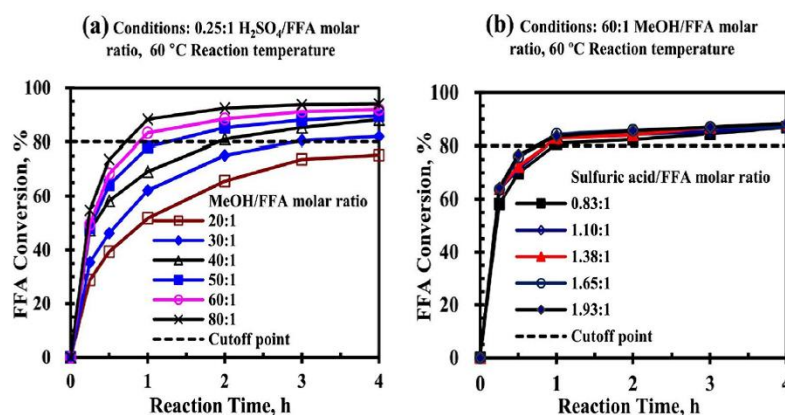 (a) Conditions: 0.25:1 H₂SO₄/FFA molar
ratio, 60 °C Reaction temperature
FFA Conversion, %
100
80
60
40
20
0
MeOH/FFA molar ratio
20:1
30:1
40:1
50:1
60:1
80:1
Cutoff point
0 1 2 3 4
Reaction Time, h
(b) Conditions: 60:1 MeOH/FFA molar
ratio, 60 ºC Reaction temperature
FFA Conversion, %
100
80
60
40
20
0
Sulfuric acid/FFA molar ratio
0.83:1
1.10:1
1.38:1
1.65:1
1.93:1
Cutoff point
0 1 2 3 4
Reaction Time, h